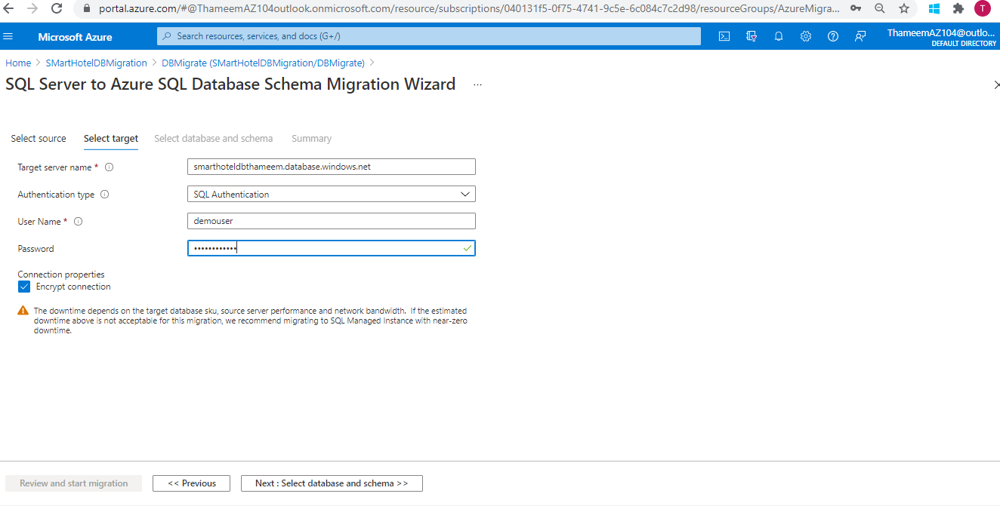 portal.azure.com/#@ThameemAZ104outlook.onmicrosoft.com/resource/subscriptions/040131f5-0f75-4741-9c5e-6c084c7c2d98/resourceGroups/AzureMigra...
T
Microsoft Azure
Search resources, services, and docs (G+/)
ThameemAZ104@outlo...
DEFAULT DIRECTORY
Home > SMartHotelDBMigration > DBMigrate (SMartHotelDBMigration/DBMigrate) >
SQL Server to Azure SQL Database Schema Migration Wizard ...
Select source Select target Select database and schema Summary
Target server name * smarthoteldbthameem.database.windows.net
Authentication type SQL Authentication
User Name * demouser
Password ••••••••••••
Connection properties
Encrypt connection
The downtime depends on the target database sku, source server performance and network bandwidth. If the estimated
downtime above is not acceptable for this migration, we recommend migrating to SQL Managed Instance with near-zero
downtime.
Review and start migration << Previous Next : Select database and schema >>